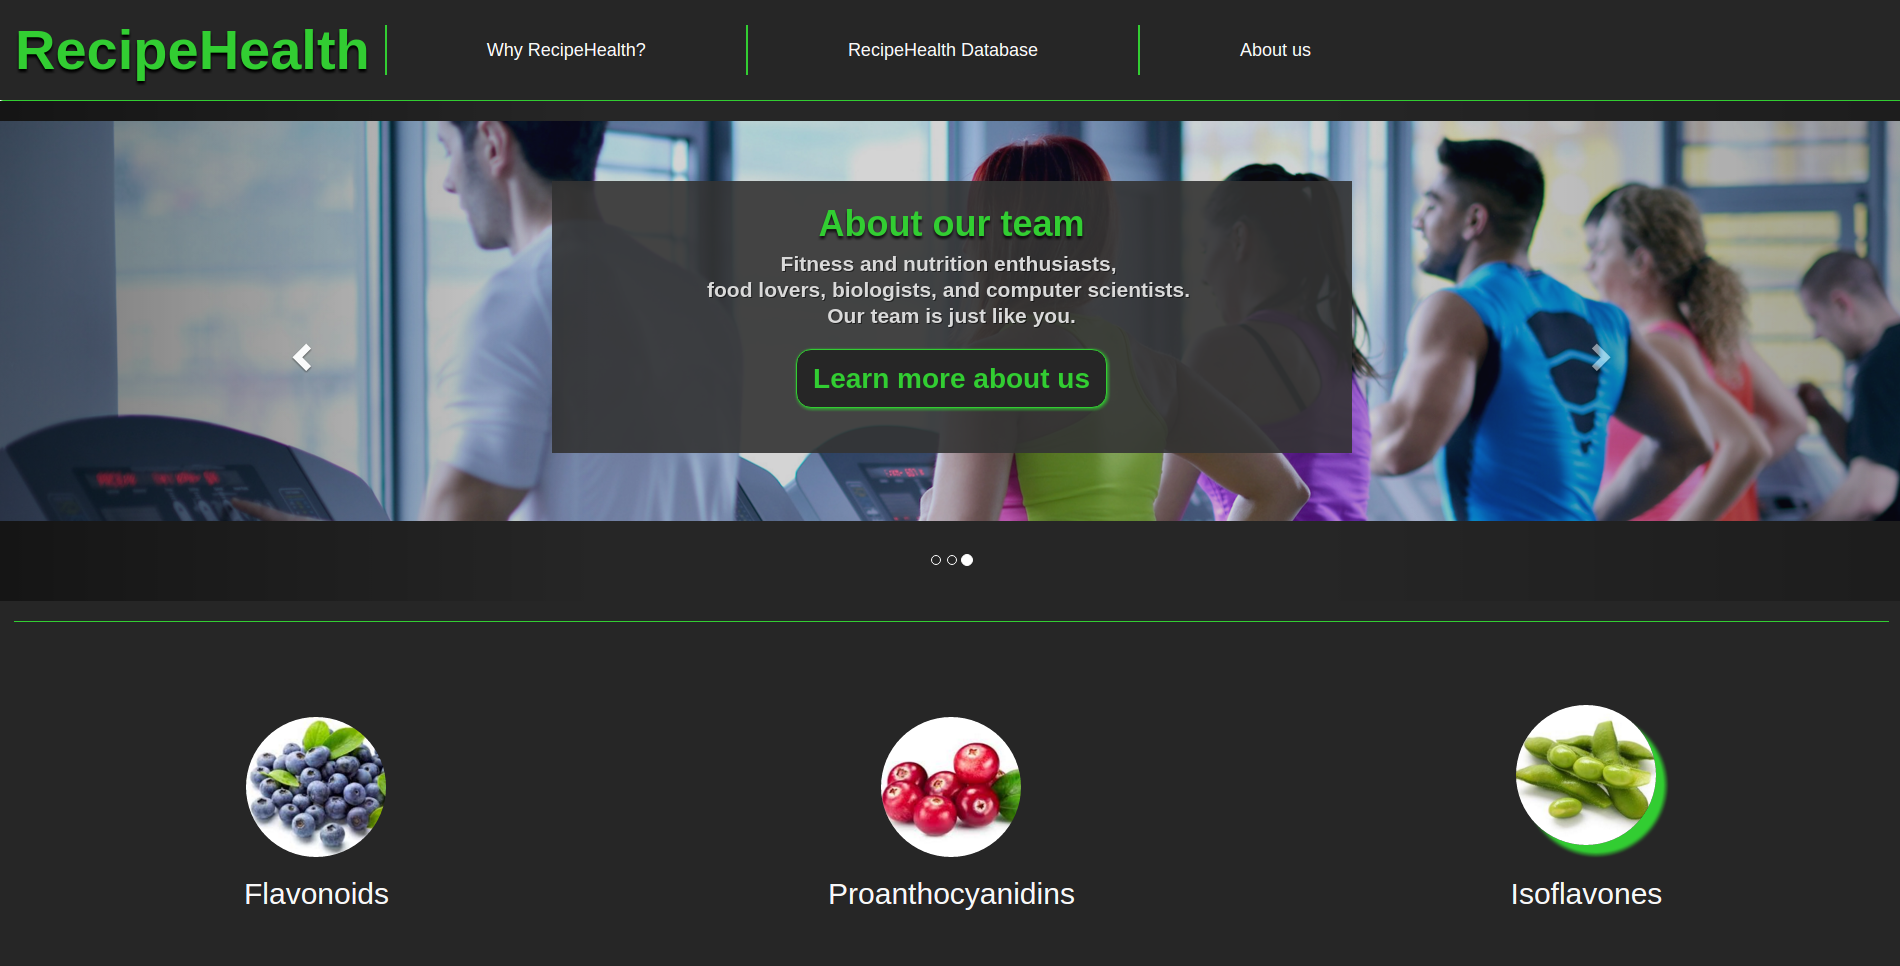 RecipeHealth
Why RecipeHealth?
RecipeHealth Database
About us
About our team
Fitness and nutrition enthusiasts,
food lovers, biologists, and computer scientists.
Our team is just like you.
Learn more about us
Flavonoids
Proanthocyanidins
Isoflavones